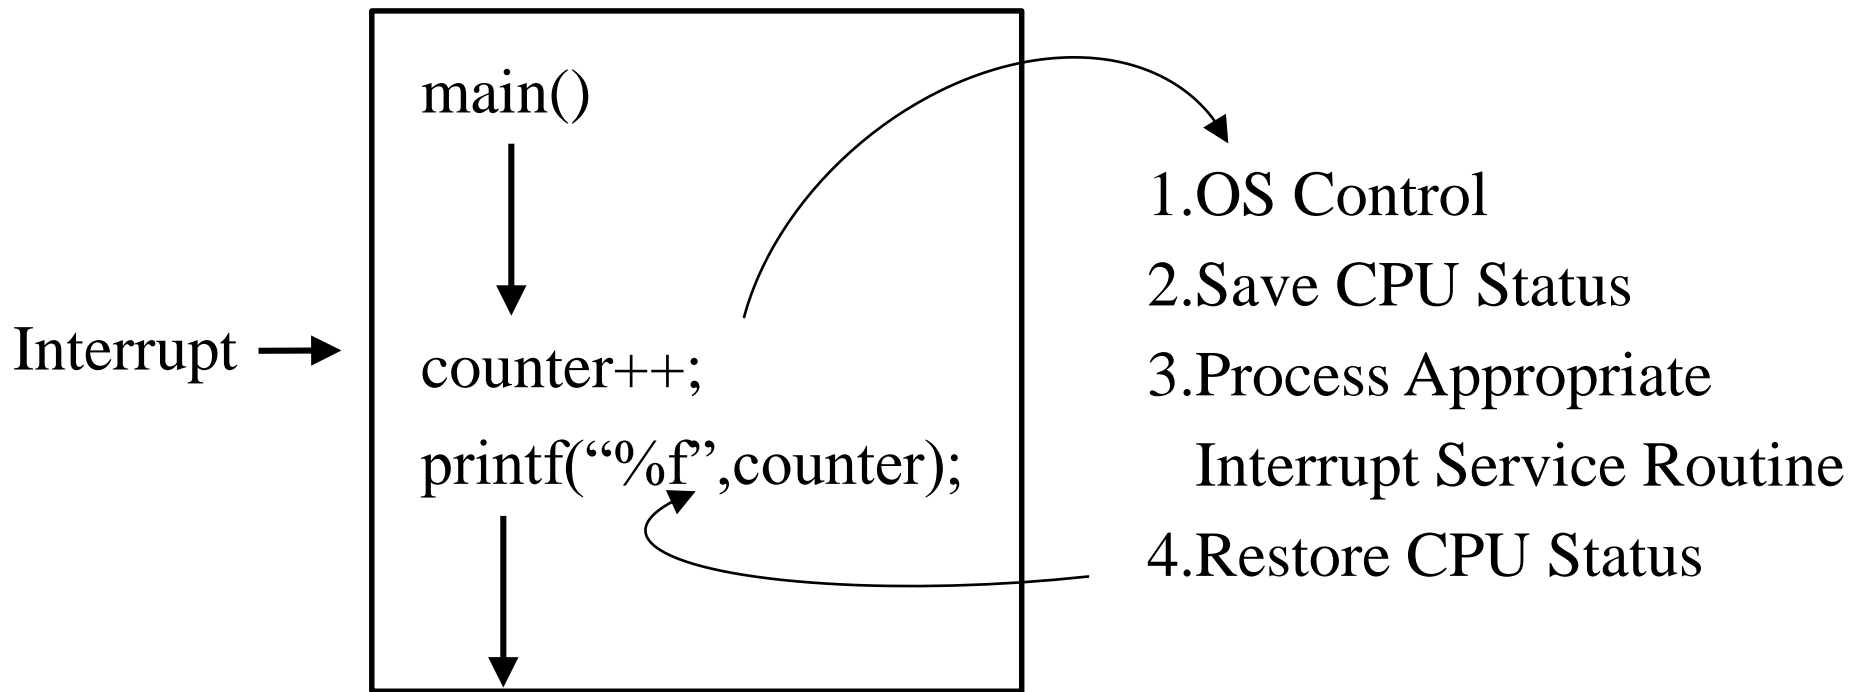 main()
Interrupt
counter++;
printf(“%f”,counter);
1.OS Control
2.Save CPU Status
3.Process Appropriate
Interrupt Service Routine
4.Restore CPU Status